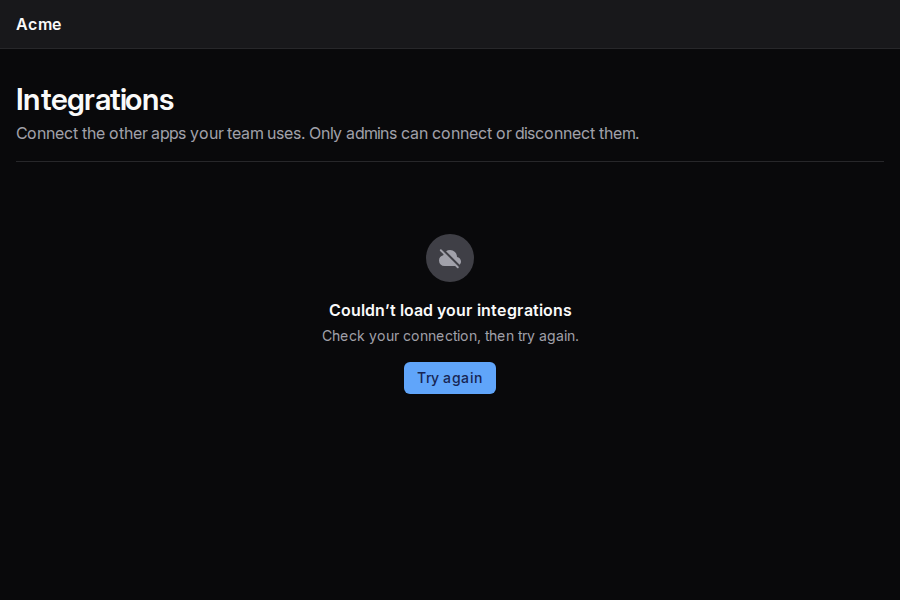 Acme
Integrations
Connect the other apps your team uses. Only admins can connect or disconnect them.
Couldn’t load your integrations
Check your connection, then try again.
Try again